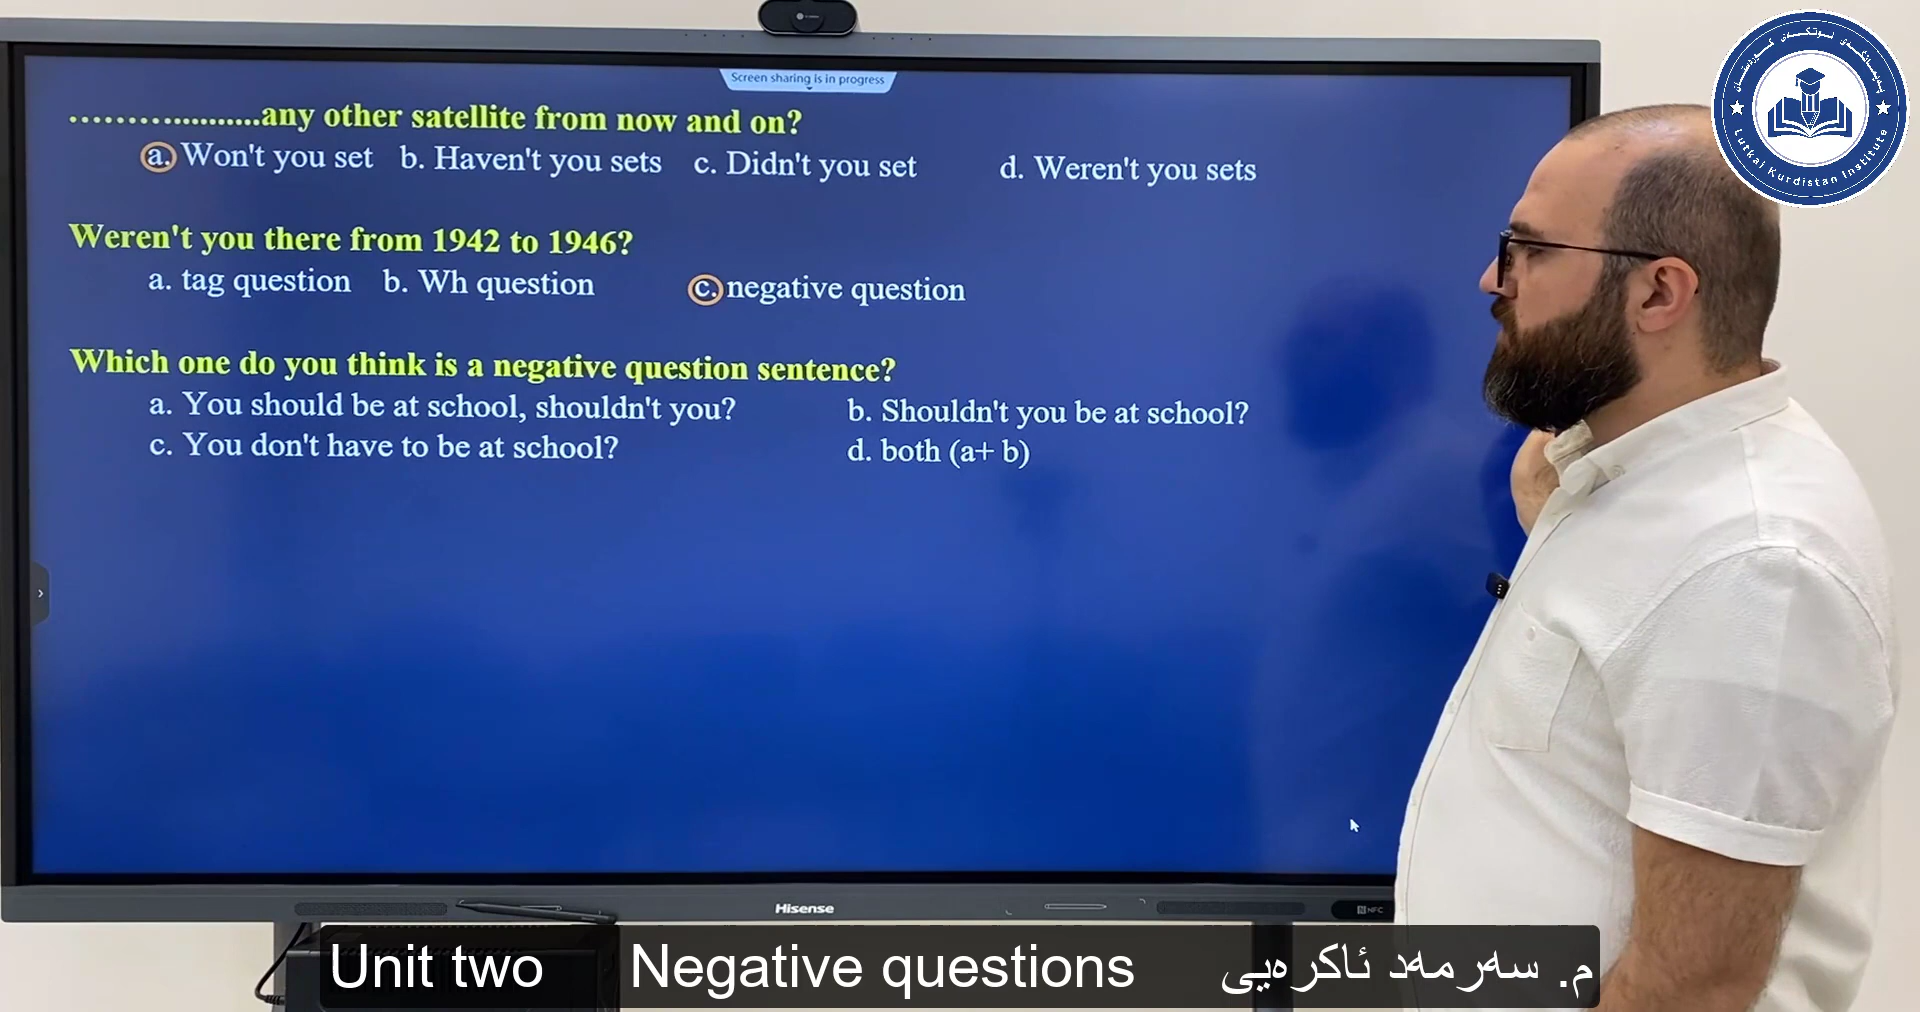 Screen sharing is in progress
....................any other satellite from now and on?
a. Won't you set b. Haven't you sets c. Didn't you set d. Weren't you sets
Weren't you there from 1942 to 1946?
a. tag question b. Wh question c. negative question
Which one do you think is a negative question sentence?
a. You should be at school, shouldn't you? b. Shouldn't you be at school?
c. You don't have to be at school? d. both (a+ b)
Hisense
NFC
Unit two Negative questions م. سەرمەد ئاکرەیی
Lutkai Kurdistan Institute